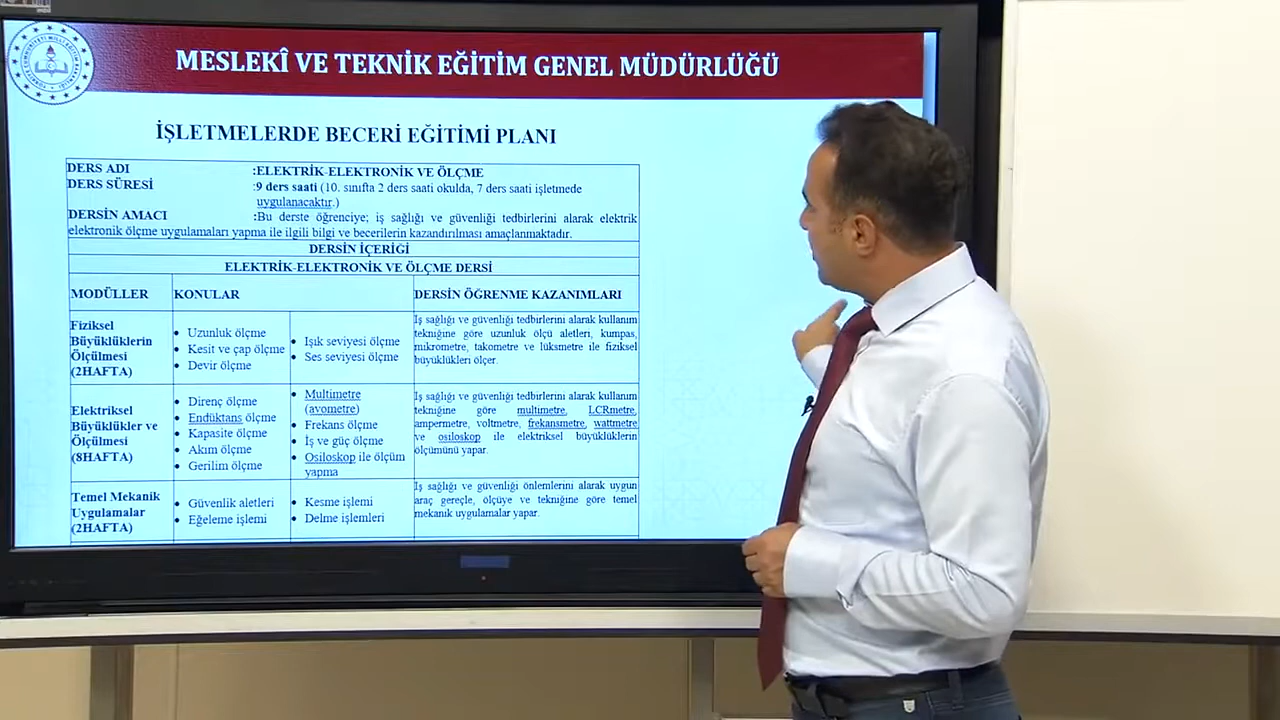 MESLEKÎ VE TEKNİK EĞİTİM GENEL MÜDÜRLÜĞÜ
İŞLETMELERDE BECERİ EĞİTİMİ PLANI
DERS ADI :ELEKTRİK-ELEKTRONİK VE ÖLÇME
DERS SÜRESİ :9 ders saati (10. sınıfta 2 ders saati okulda, 7 ders saati işletmede
uygulanacaktır.)
DERSİN AMACI :Bu derste öğrenciye; iş sağlığı ve güvenliği tedbirlerini alarak elektrik
elektronik ölçme uygulamaları yapma ile ilgili bilgi ve becerilerin kazandırılması amaçlanmaktadır.
DERSİN İÇERİĞİ
ELEKTRİK-ELEKTRONİK VE ÖLÇME DERSİ
MODÜLLER KONULAR DERSİN ÖĞRENME KAZANIMLARI
Fiziksel
Büyüklüklerin
Ölçülmesi
(2HAFTA)
• Uzunluk ölçme
• Kesit ve çap ölçme
• Devir ölçme
• Işık seviyesi ölçme
• Ses seviyesi ölçme
İş sağlığı ve güvenliği tedbirlerini alarak kullanım
tekniğine göre uzunluk ölçü aletleri, kumpas,
mikrometre, takometre ve lüksmetre ile fiziksel
büyüklükleri ölçer.
Elektriksel
Büyüklükler ve
Ölçülmesi
(8HAFTA)
• Direnç ölçme
• Endüktans ölçme
• Kapasite ölçme
• Akım ölçme
• Gerilim ölçme
• Multimetre
(avometre)
• Frekans ölçme
• İş ve güç ölçme
• Osiloskop ile ölçüm
yapma
İş sağlığı ve güvenliği tedbirlerini alarak kullanım
tekniğine göre multimetre, LCRmetre,
ampermetre, voltmetre, frekansmetre, wattmetre
ve osiloskop ile elektriksel büyüklüklerin
ölçümünü yapar.
Temel Mekanik
Uygulamalar
(2HAFTA)
• Güvenlik aletleri
• Eğeleme işlemi
• Kesme işlemi
• Delme işlemleri
İş sağlığı ve güvenliği önlemlerini alarak uygun
araç gereçle, ölçüye ve tekniğine göre temel
mekanik uygulamalar yapar.